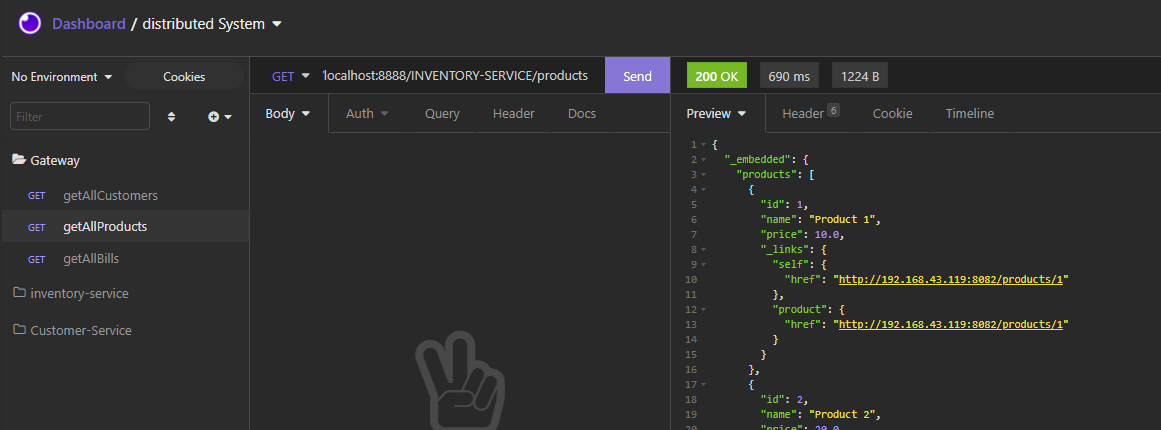 Dashboard / distributed System
No Environment
Cookies
GET localhost:8888/INVENTORY-SERVICE/products
Send
200 OK
690 ms
1224 B
Filter
Body
Auth
Query
Header
Docs
Preview
Header 6
Cookie
Timeline
Gateway
GET getAllCustomers
GET getAllProducts
GET getAllBills
inventory-service
Customer-Service
1 {
2 "_embedded": {
3 "products": [
4 {
5 "id": 1,
6 "name": "Product 1",
7 "price": 10.0,
8 "_links": {
9 "self": {
10 "href": "http://192.168.43.119:8082/products/1"
11 },
12 "product": {
13 "href": "http://192.168.43.119:8082/products/1"
14 }
15 }
16 },
17 {
18 "id": 2,
19 "name": "Product 2",
20 "price": 20.0